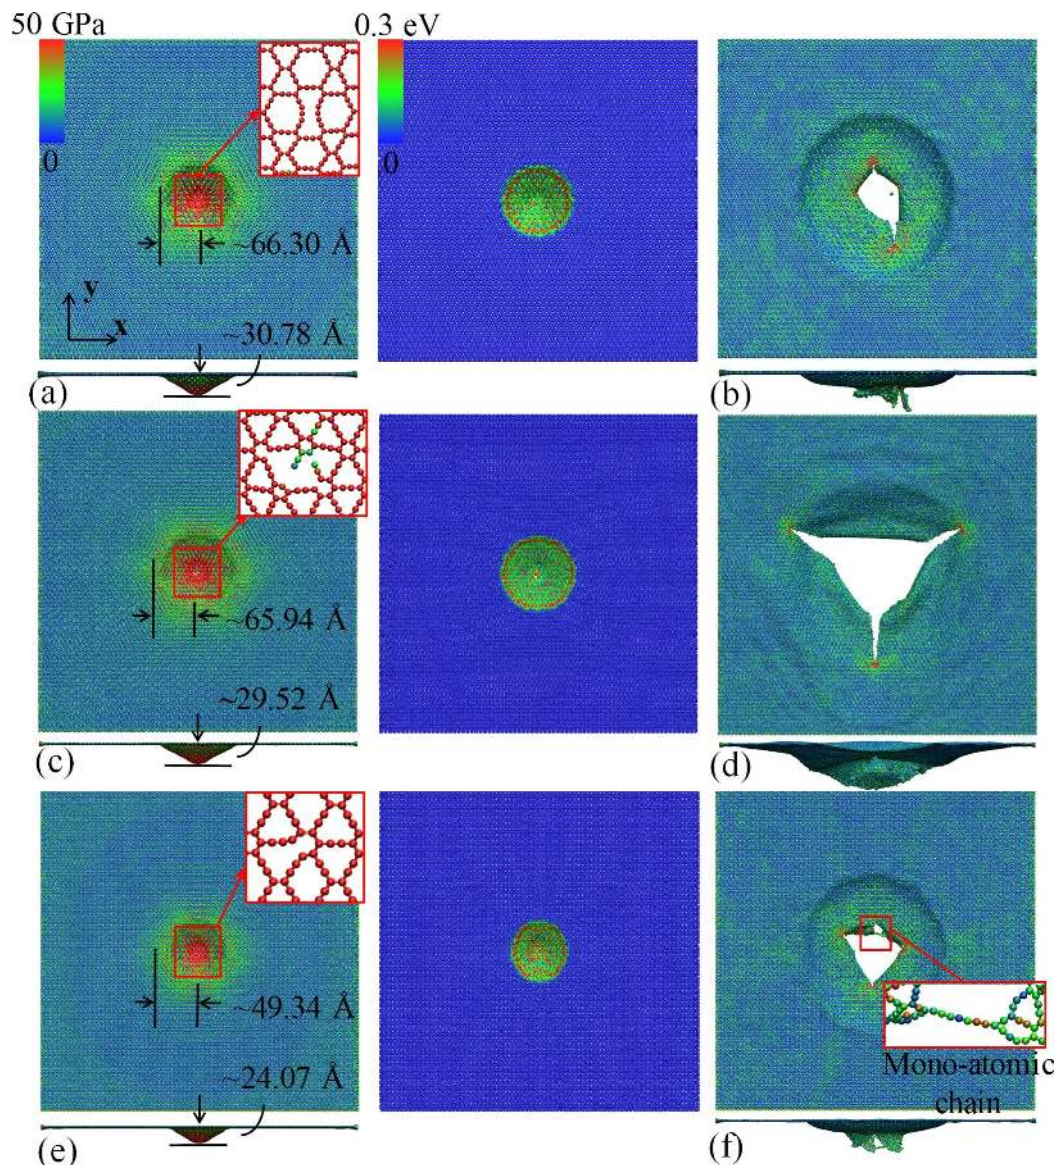 50 GPa
0.3 eV
0
0
~66.30 Å
y
x
~30.78 Å
(a)
(b)
~65.94 Å
~29.52 Å
(c)
(d)
~49.34 Å
~24.07 Å
Mono-atomic
chain
(e)
(f)